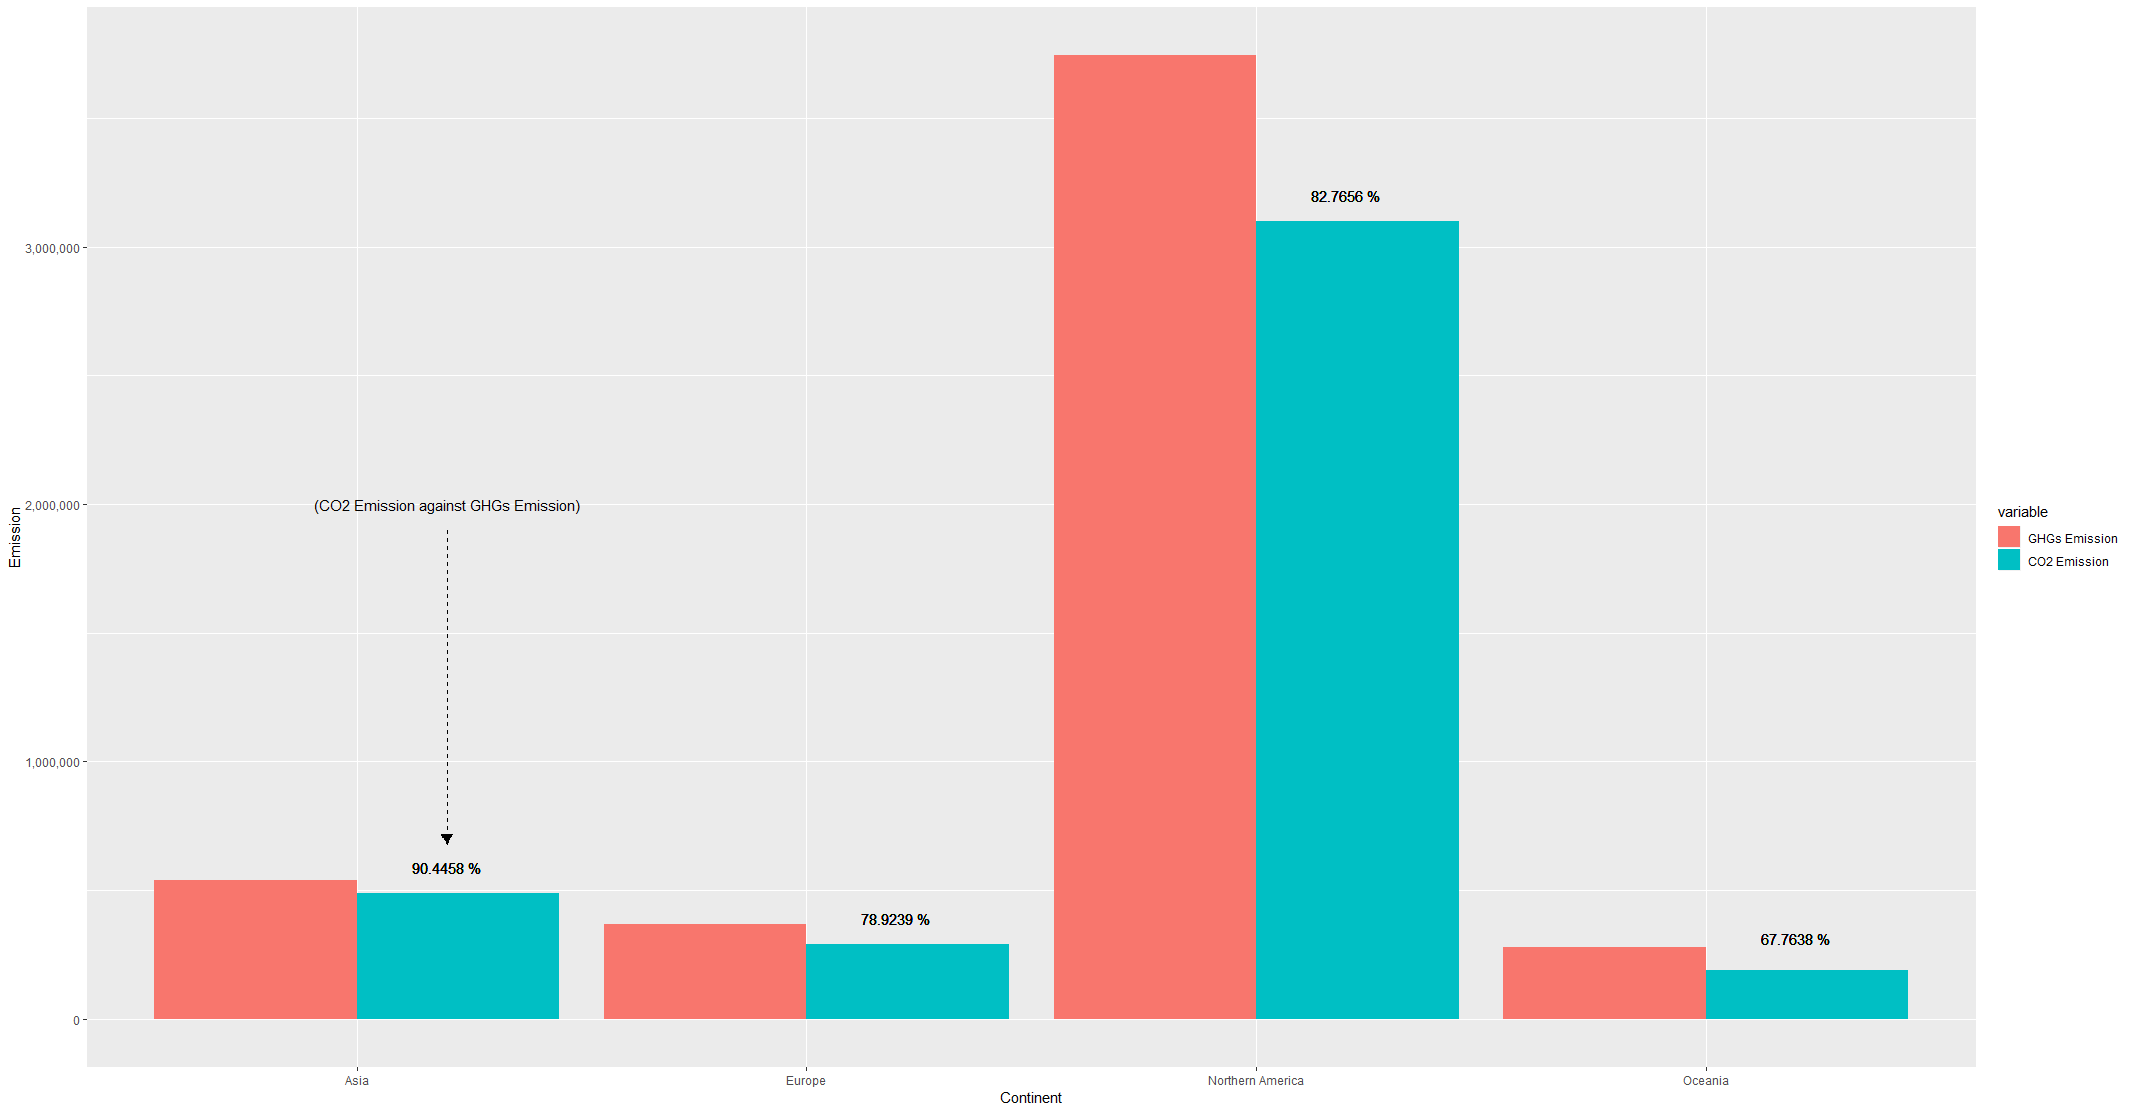 82.7656 %
3,000,000
(CO2 Emission against GHGs Emission)
2,000,000
Emission
variable
GHGs Emission
CO2 Emission
1,000,000
90.4458 %
78.9239 %
67.7638 %
0
Asia
Europe
Northern America
Oceania
Continent